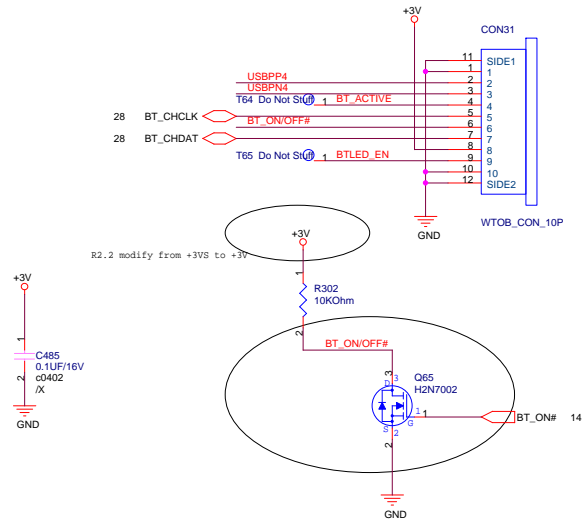 +3V
CON31
11 SIDE1
1 1
USBPP4 2 2
USBPN4 3 3
T64 Do Not Stuff 1 BT_ACTIVE 4 4
28 BT_CHCLK 5 5
BT_ON/OFF# 6 6
28 BT_CHDAT 7 7
8 8
T65 Do Not Stuff 1 BTLED_EN 9 9
10 10
12 SIDE2
GND
WTOB_CON_10P
+3V
R2.2 modify from +3VS to +3V
1
R302
10KOhm
2
+3V
1
C485
0.1UF/16V
c0402
/X
2
GND
BT_ON/OFF#
3
D 3
Q65
H2N7002
1 1
G
S 2
2
BT_ON# 14
GND